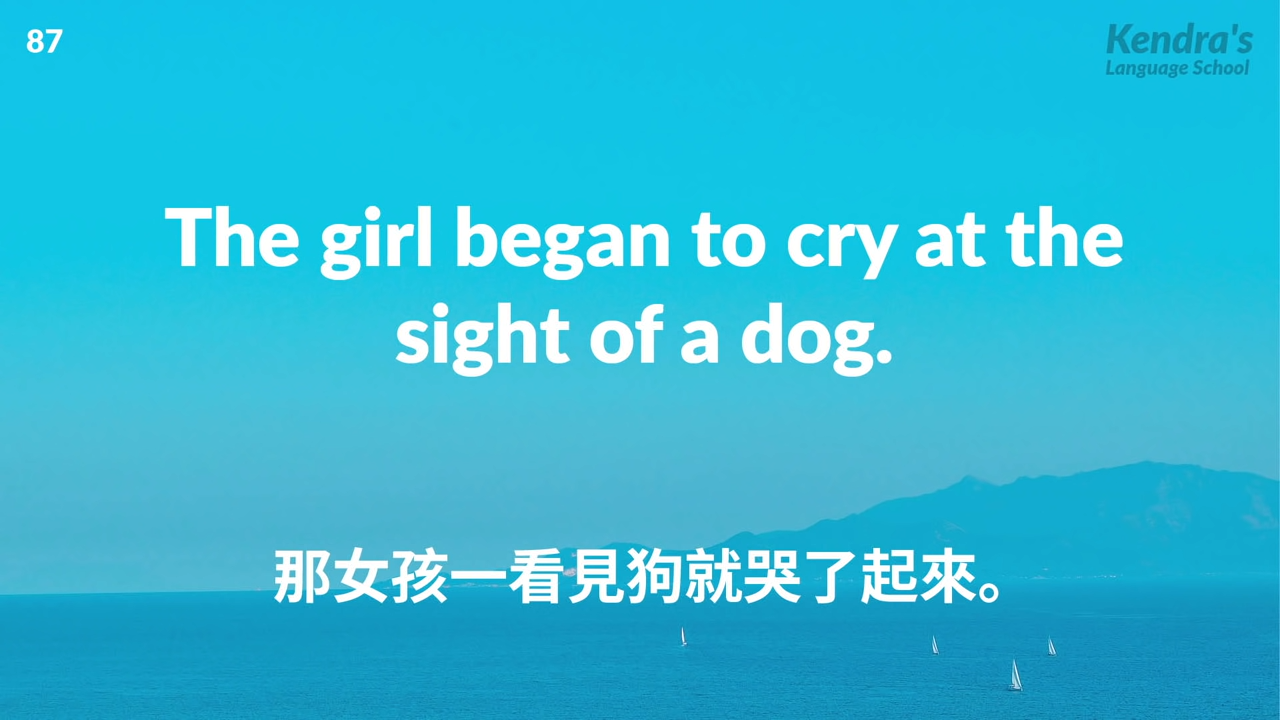 87
Kendra's
Language School
The girl began to cry at the
sight of a dog.
那女孩一看見狗就哭了起來。